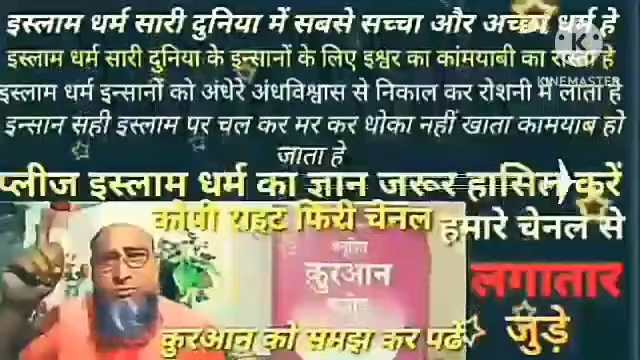 इस्लाम धर्म सारी दुनिया में सबसे सच्चा और अच्छा धर्म हे
इस्लाम धर्म सारी दुनिया के इन्सानों के लिए इश्वर का कांमयाबी का रास्ता हे
इस्लाम धर्म इन्सानों को अंधेरे अंधविश्वास से निकाल कर रोशनी में लाता हे
इन्सान सही इस्लाम पर चल कर मर कर धोका नहीं खाता कामयाब हो
जाता हे
प्लीज इस्लाम धर्म का ज्ञान जरूर हासिल करें
कोपी राइट फिरी चेनल
हमारे चेनल से
लगातार
जुड़े
क़ुरआन
कुरआन को समझ कर पढें
KINEMASTER